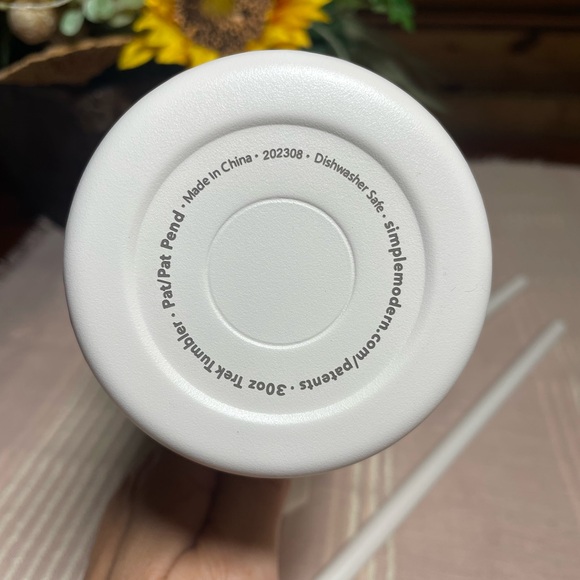 Made In China · 202308 · Dishwasher Safe · simplemodern.com/patents · 30oz Trek Tumbler · Pat/Pat Pend ·